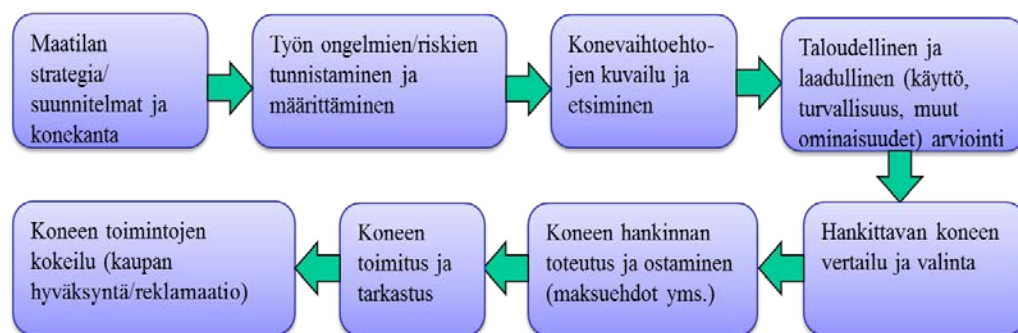 Maatilan
strategia/
suunnitelmat ja
konekanta
Työn ongelmien/riskien
tunnistaminen ja
määrittäminen
Konevaihtoehto-
jen kuvailu ja
etsiminen
Taloudellinen ja
laadullinen (käyttö,
turvallisuus, muut
ominaisuudet) arviointi
Hankittavan koneen
vertailu ja valinta
Koneen hankinnan
toteutus ja ostaminen
(maksuehdot yms.)
Koneen
toimitus ja
tarkastus
Koneen toimintojen
kokeilu (kaupan
hyväksyntä/reklamaatio)